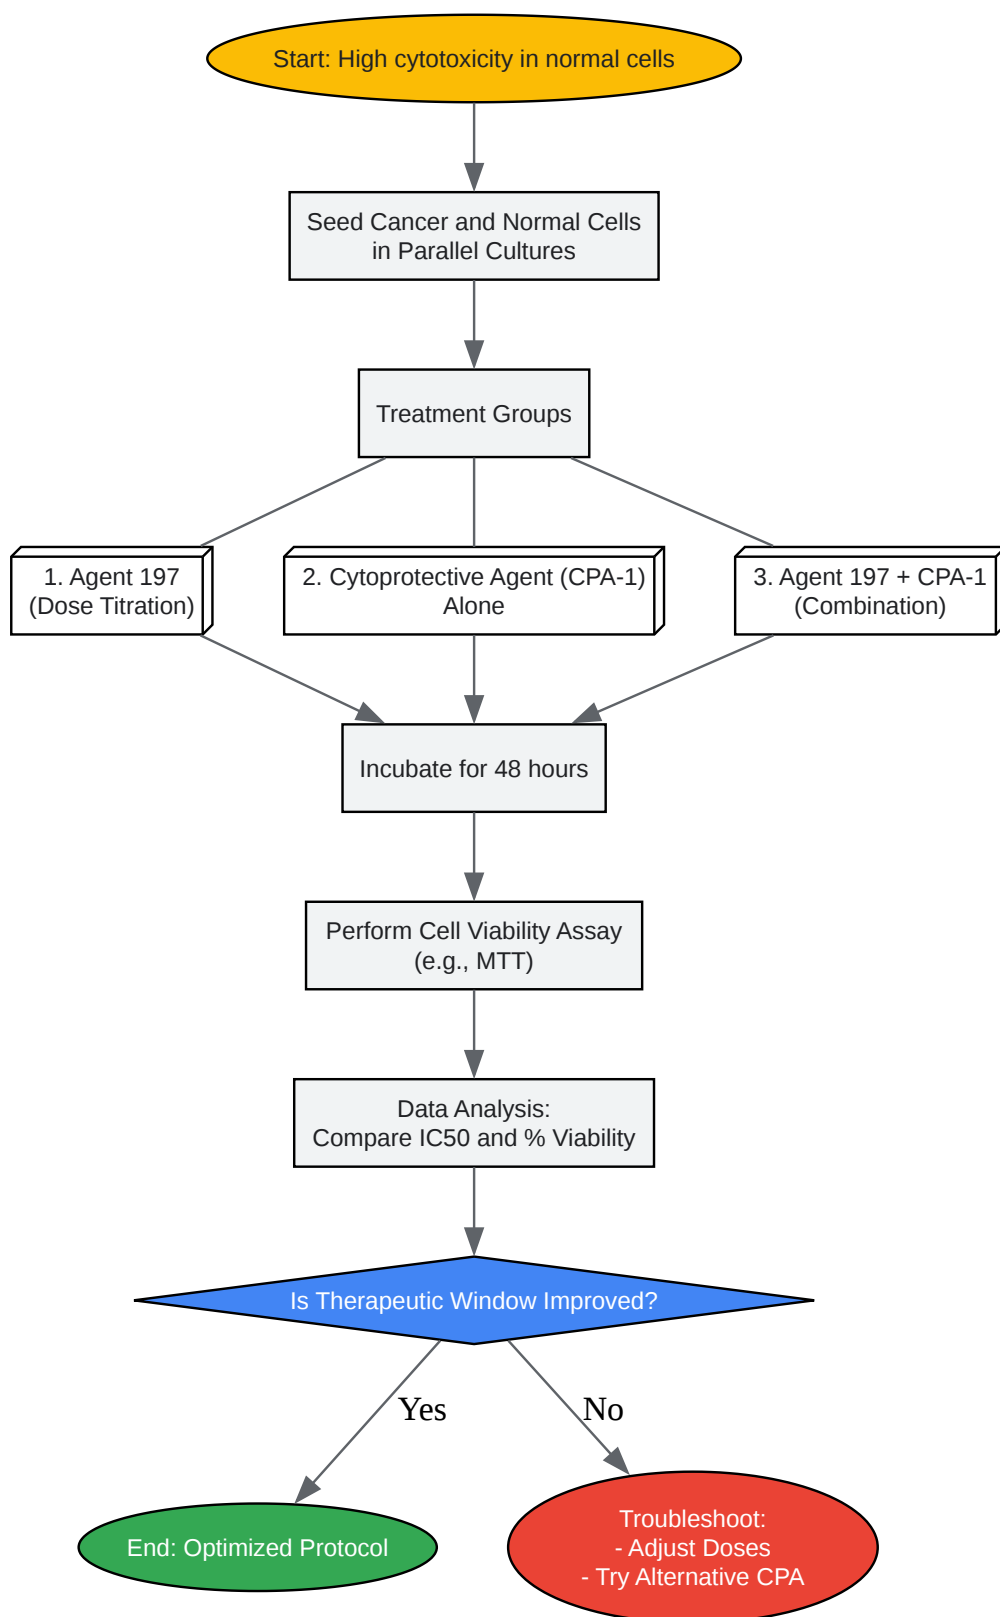 Start: High cytotoxicity in normal cells
Seed Cancer and Normal Cells
in Parallel Cultures
Treatment Groups
1. Agent 197
(Dose Titration)
2. Cytoprotective Agent (CPA-1)
Alone
3. Agent 197 + CPA-1
(Combination)
Incubate for 48 hours
Perform Cell Viability Assay
(e.g., MTT)
Data Analysis:
Compare IC50 and % Viability
Is Therapeutic Window Improved?
Yes
No
End: Optimized Protocol
Troubleshoot:
- Adjust Doses
- Try Alternative CPA